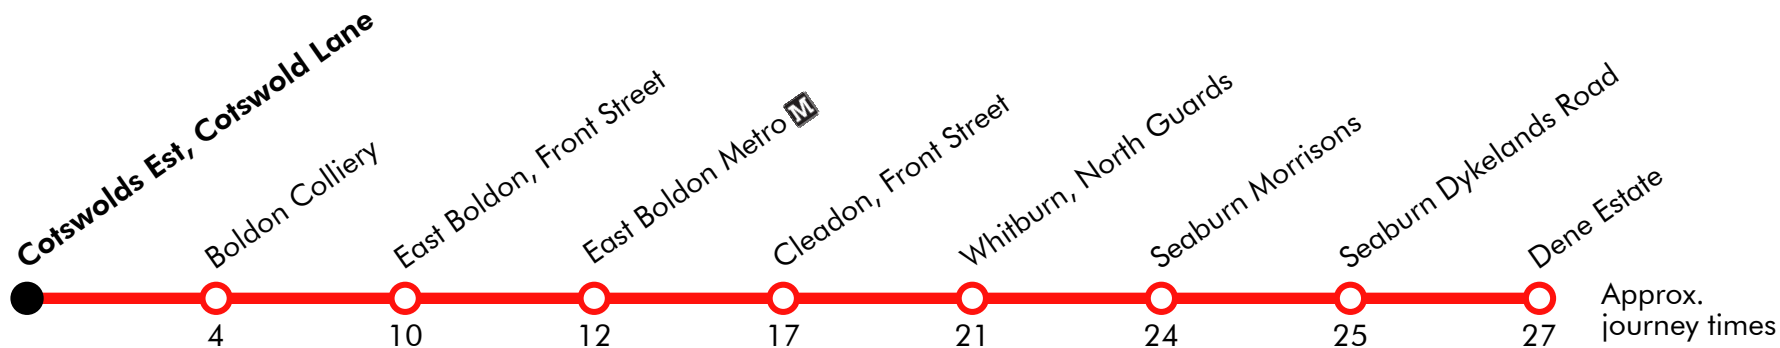 Cotswolds Est, Cotswold Lane
Boldon Colliery
East Boldon, Front Street
East Boldon Metro M
Cleadon, Front Street
Whitburn, North Guards
Seaburn Morrisons
Seaburn Dykelands Road
Dene Estate
4 10 12 17 21 24 25 27
Approx.
journey times